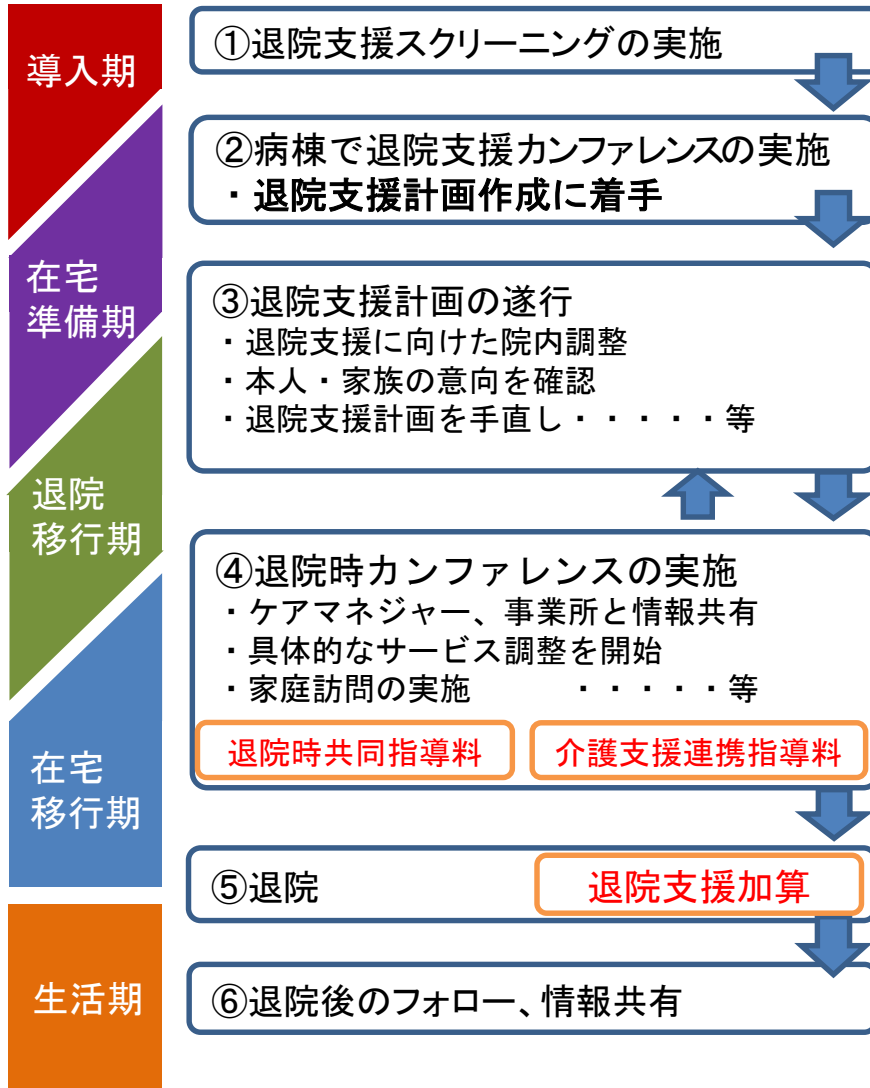 導入期
①退院支援スクリーニングの実施
②病棟で退院支援カンファレンスの実施
・退院支援計画作成に着手
在宅
準備期
③退院支援計画の遂行
・退院支援に向けた院内調整
・本人・家族の意向を確認
・退院支援計画を手直し・・・・・等
退院
移行期
④退院時カンファレンスの実施
・ケアマネジャー、事業所と情報共有
・具体的なサービス調整を開始
・家庭訪問の実施　　　・・・・・等
退院時共同指導料
介護支援連携指導料
在宅
移行期
⑤退院
退院支援加算
生活期
⑥退院後のフォロー、情報共有